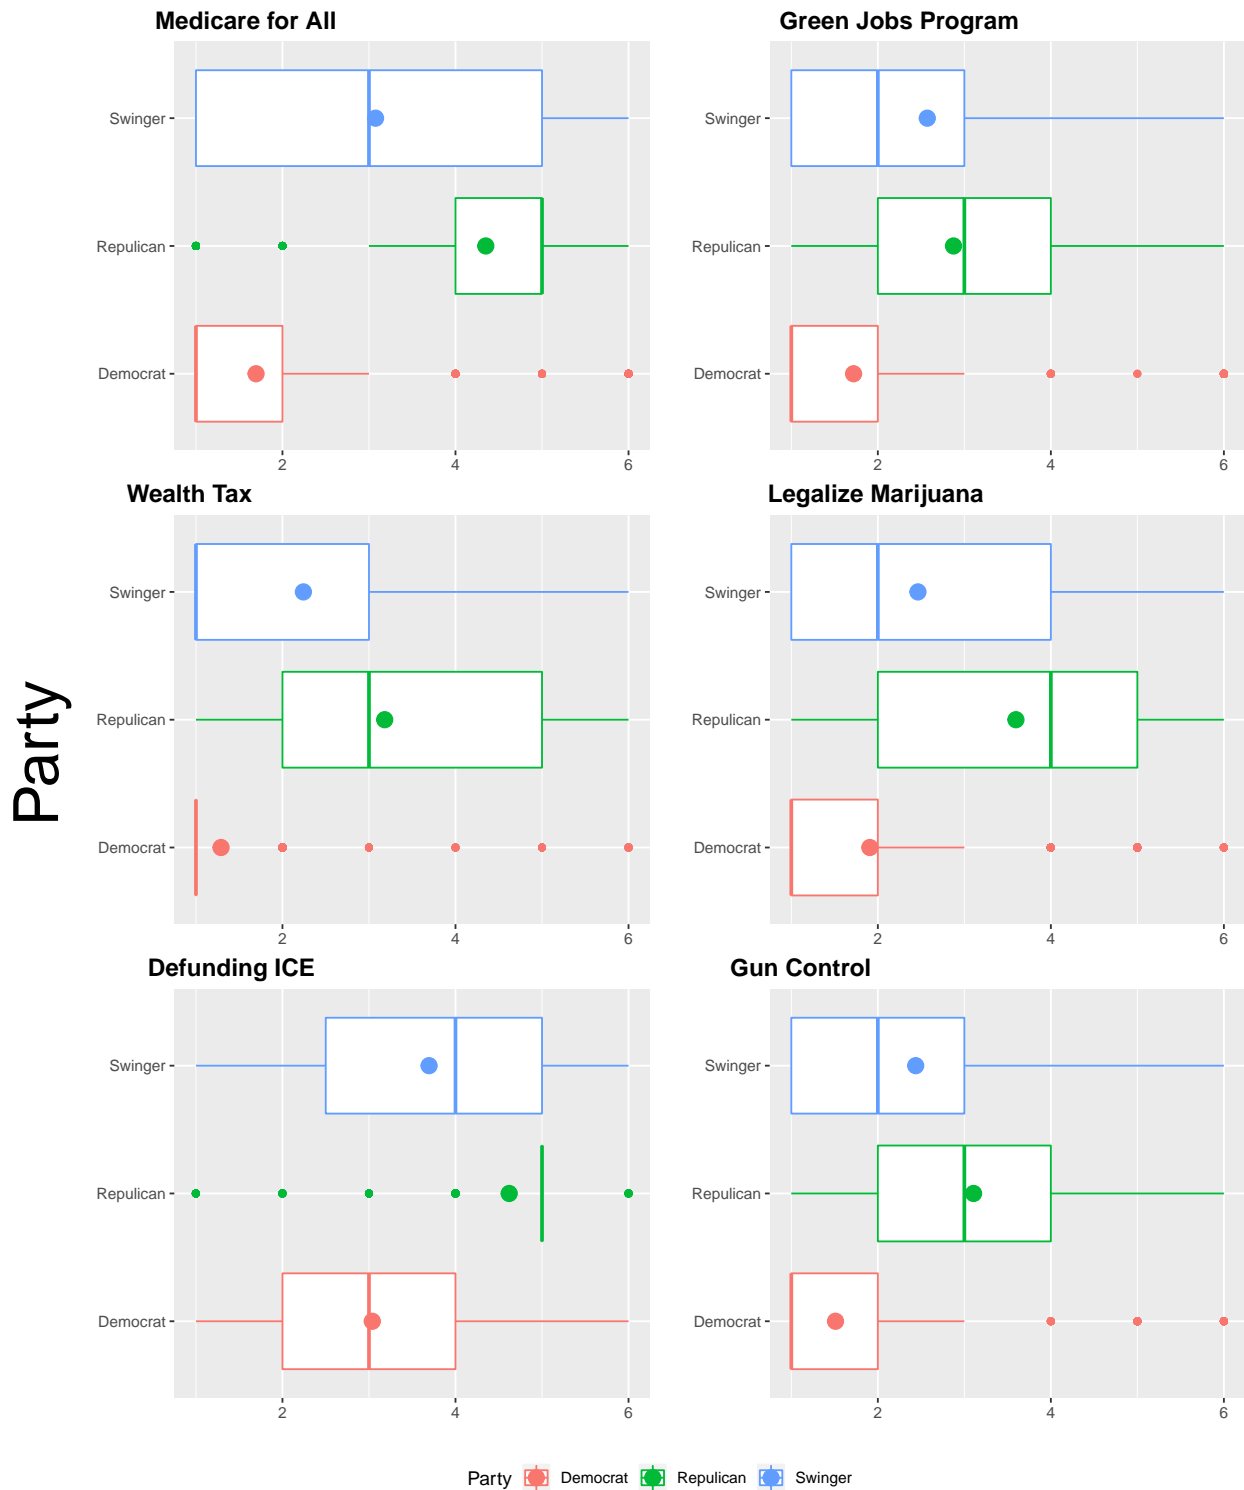 Medicare for All
Green Jobs Program
Swinger
Repulican
Democrat
2 4 6
Swinger
Repulican
Democrat
2 4 6
Wealth Tax
Legalize Marijuana
Swinger
Repulican
Democrat
2 4 6
Swinger
Repulican
Democrat
2 4 6
Party
Defunding ICE
Gun Control
Swinger
Repulican
Democrat
2 4 6
Swinger
Repulican
Democrat
2 4 6
Party Democrat Repulican Swinger